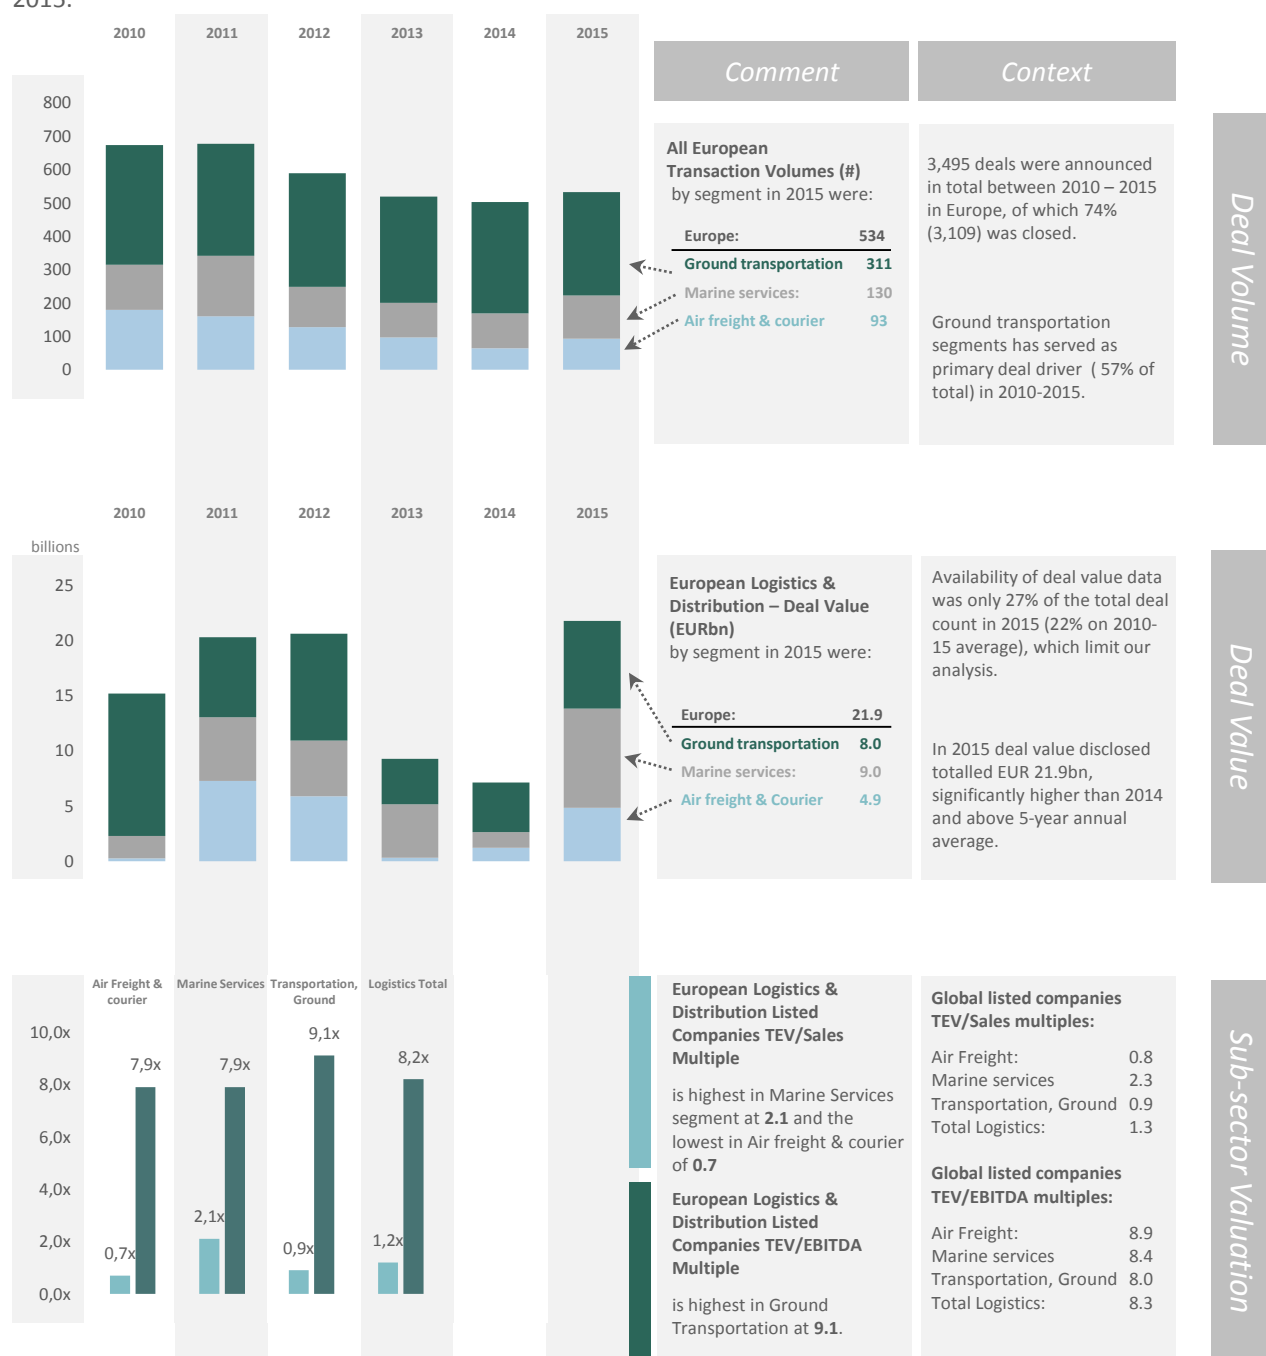 2015.
2010 2011 2012 2013 2014 2015
Comment
Context
800
700
600
500
400
300
200
100
0
All European
Transaction Volumes (#)
by segment in 2015 were:
Europe: 534
Ground transportation 311
Marine services: 130
Air freight & courier 93
3,495 deals were announced
in total between 2010 – 2015
in Europe, of which 74%
(3,109) was closed.
Ground transportation
segments has served as
primary deal driver ( 57% of
total) in 2010-2015.
Deal Volume
2010 2011 2012 2013 2014 2015
billions
25
20
15
10
5
0
European Logistics &
Distribution – Deal Value
(EURbn)
by segment in 2015 were:
Europe: 21.9
Ground transportation 8.0
Marine services: 9.0
Air freight & Courier 4.9
Availability of deal value data
was only 27% of the total deal
count in 2015 (22% on 2010-
15 average), which limit our
analysis.
In 2015 deal value disclosed
totalled EUR 21.9bn,
significantly higher than 2014
and above 5-year annual
average.
Deal Value
Air Freight &
courier
Marine Services
Transportation,
Ground
Logistics Total
10,0x
8,0x
6,0x
4,0x
2,0x
0,0x
0,7x
7,9x
2,1x
7,9x
0,9x
9,1x
1,2x
8,2x
European Logistics &
Distribution Listed
Companies TEV/Sales
Multiple
is highest in Marine Services
segment at 2.1 and the
lowest in Air freight & courier
of 0.7
European Logistics &
Distribution Listed
Companies TEV/EBITDA
Multiple
is highest in Ground
Transportation at 9.1.
Global listed companies
TEV/Sales multiples:
Air Freight: 0.8
Marine services 2.3
Transportation, Ground 0.9
Total Logistics: 1.3
Global listed companies
TEV/EBITDA multiples:
Air Freight: 8.9
Marine services 8.4
Transportation, Ground 8.0
Total Logistics: 8.3
Sub-sector Valuation